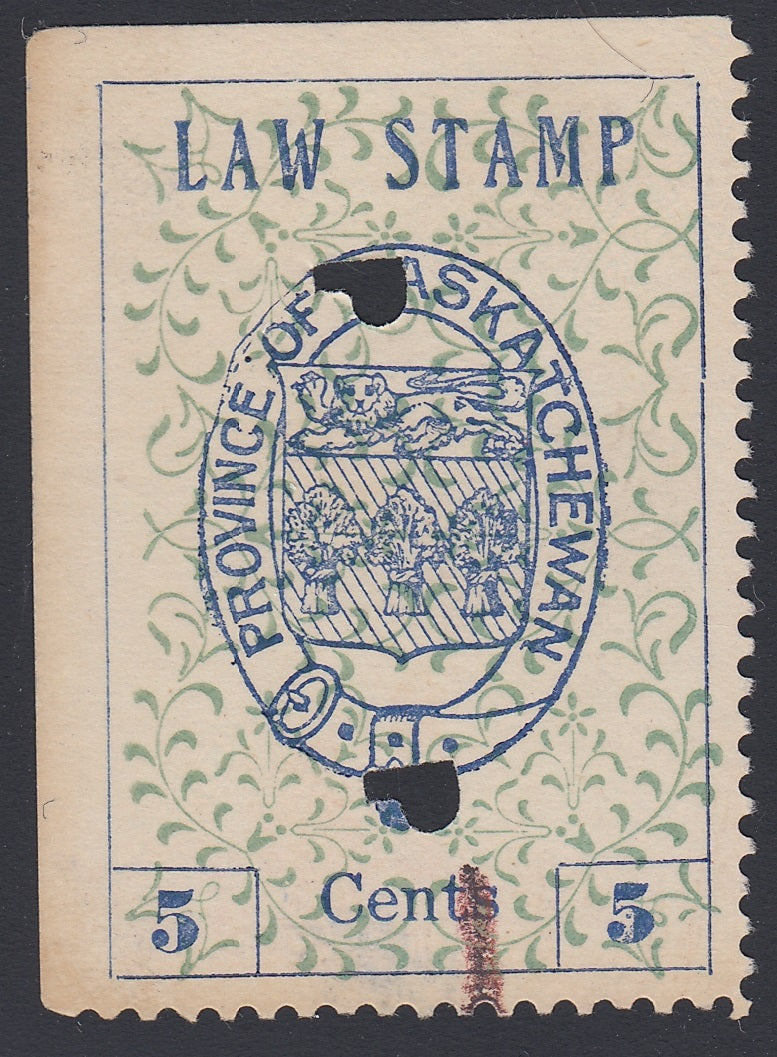 LAW STAMP
PROVINCE OF ASKATCHEWAN
5 Cents 5